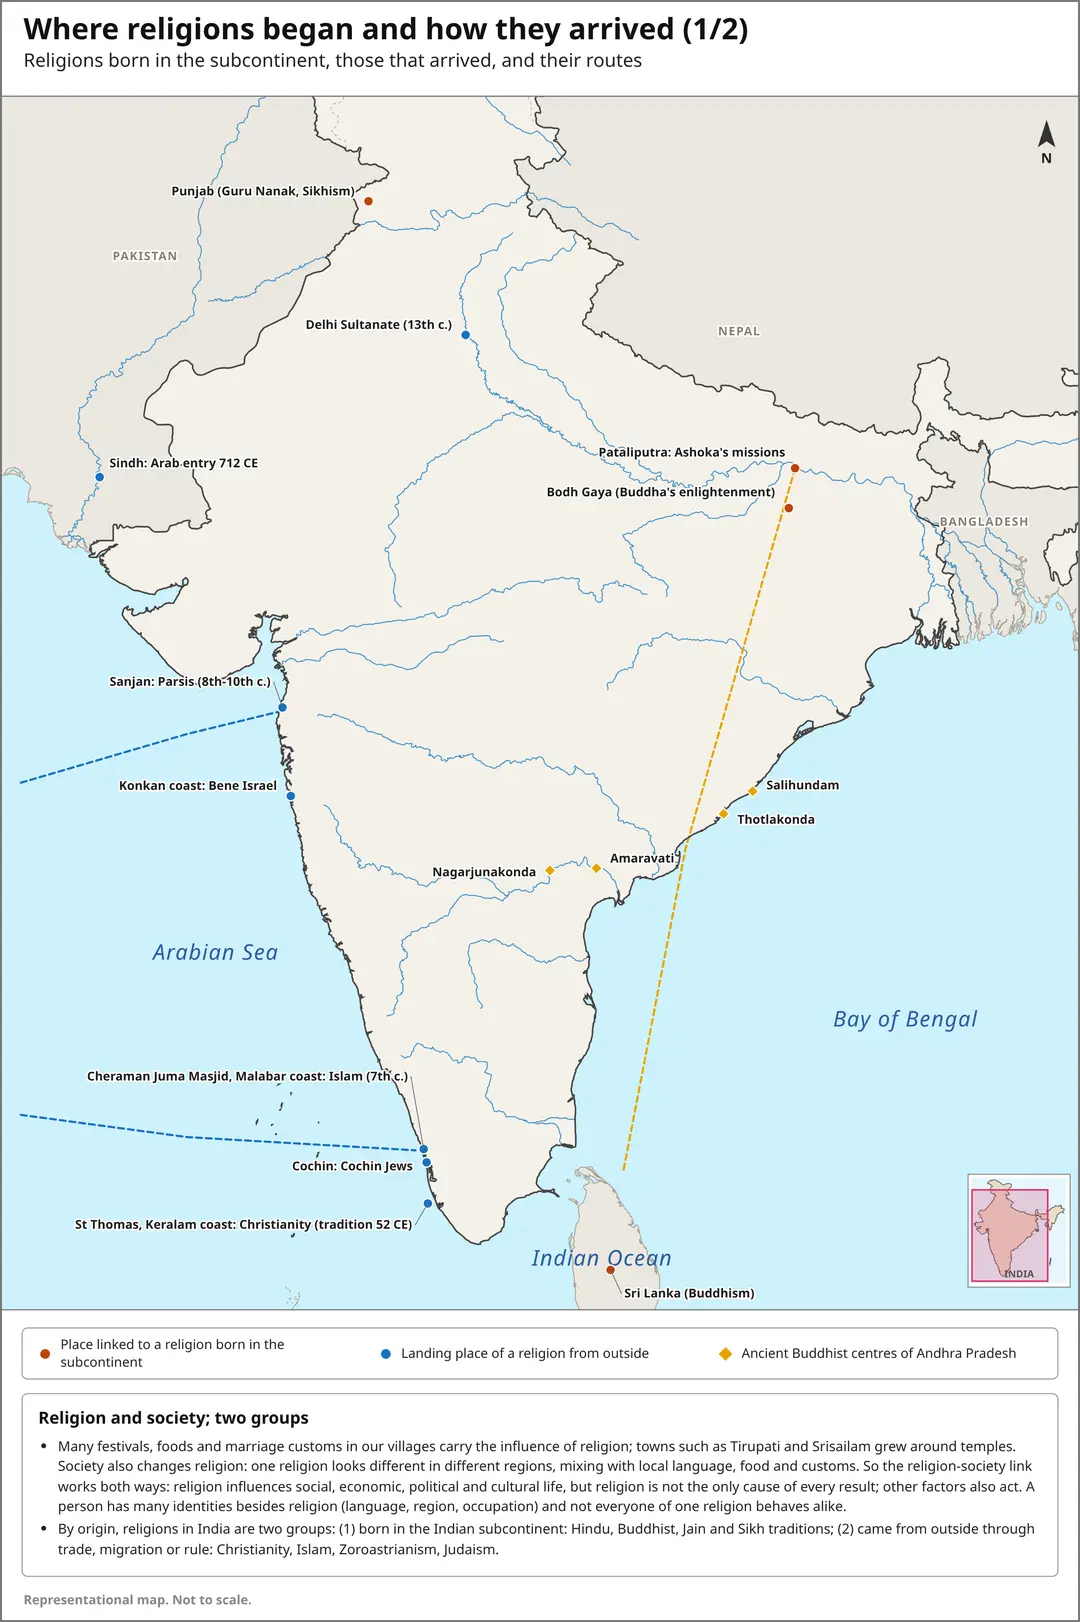 Where religions began and how they arrived (1/2)
Religions born in the subcontinent, those that arrived, and their routes
N
Punjab (Guru Nanak, Sikhism)
PAKISTAN
Delhi Sultanate (13th c.)
NEPAL
Pataliputra: Ashoka's missions
Sindh: Arab entry 712 CE
Bodh Gaya (Buddha's enlightenment)
BANGLADESH
Sanjan: Parsis (8th-10th c.)
Konkan coast: Bene Israel
Salihundam
Thotlakonda
Amaravati
Nagarjunakonda
Arabian Sea
Bay of Bengal
Cheraman Juma Masjid, Malabar coast: Islam (7th c.)
Cochin: Cochin Jews
St Thomas, Keralam coast: Christianity (tradition 52 CE)
Indian Ocean
INDIA
Sri Lanka (Buddhism)
Place linked to a religion born in the
subcontinent
Landing place of a religion from outside
Ancient Buddhist centres of Andhra Pradesh
Religion and society; two groups
• Many festivals, foods and marriage customs in our villages carry the influence of religion; towns such as Tirupati and Srisailam grew around temples.
Society also changes religion: one religion looks different in different regions, mixing with local language, food and customs. So the religion-society link
works both ways: religion influences social, economic, political and cultural life, but religion is not the only cause of every result; other factors also act. A
person has many identities besides religion (language, region, occupation) and not everyone of one religion behaves alike.
• By origin, religions in India are two groups: (1) born in the Indian subcontinent: Hindu, Buddhist, Jain and Sikh traditions; (2) came from outside through
trade, migration or rule: Christianity, Islam, Zoroastrianism, Judaism.
Representational map. Not to scale.